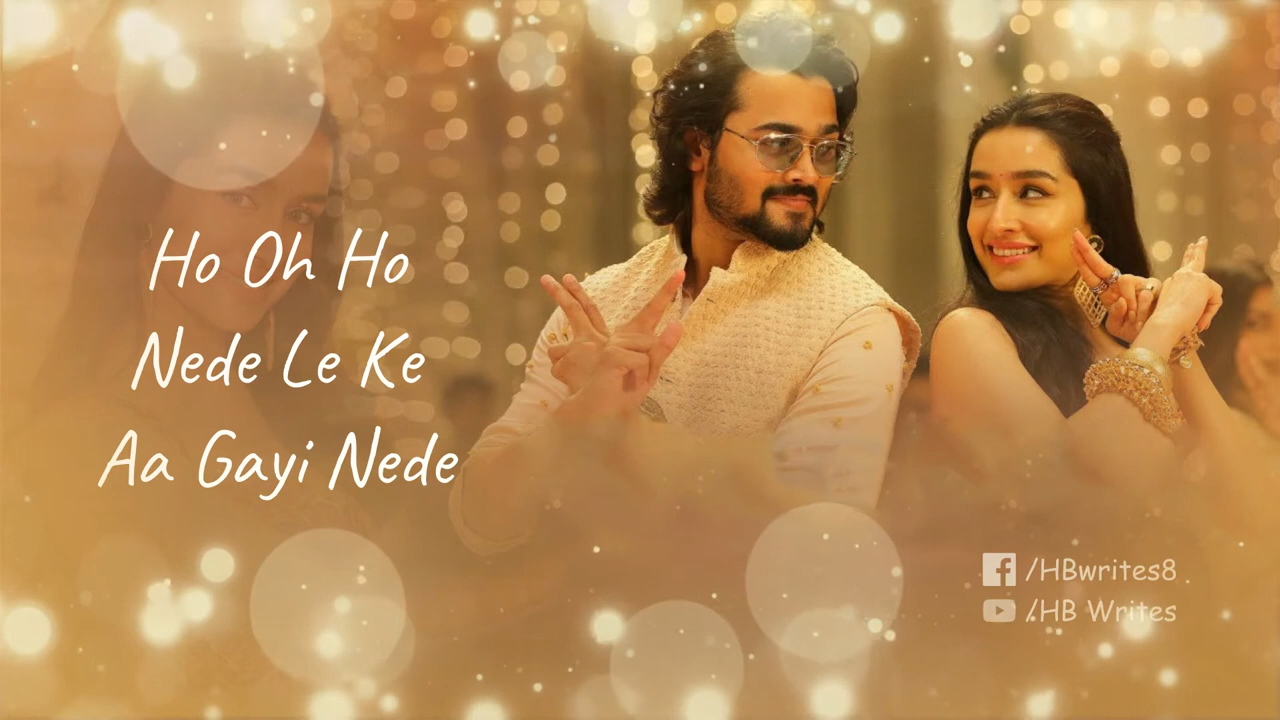 Ho Oh Ho
Nede Le Ke
Aa Gayi Nede
/HBwrites8
/HB Writes